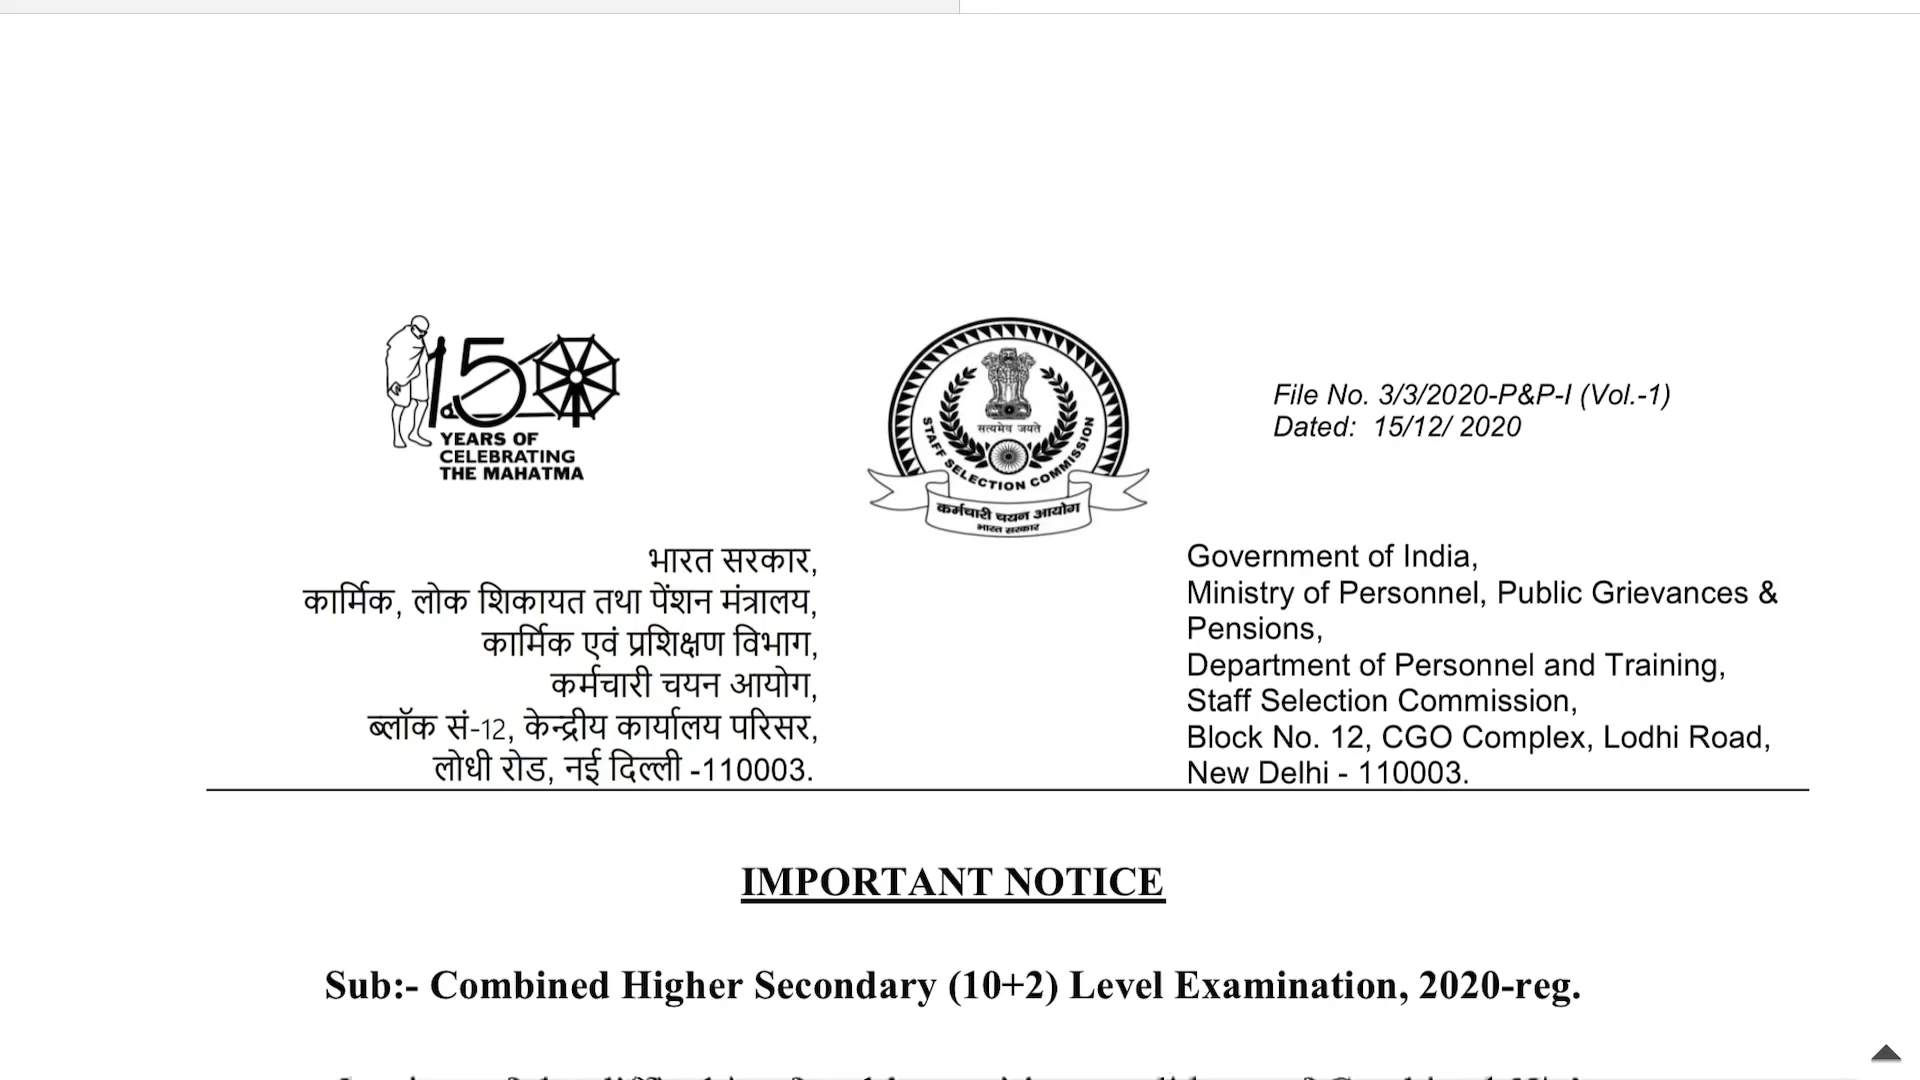 150
YEARS OF
CELEBRATING
THE MAHATMA
सत्यमेव जयते
STAFF SELECTION COMMISSION
कर्मचारी चयन आयोग
भारत सरकार
File No. 3/3/2020-P&P-I (Vol.-1)
Dated: 15/12/ 2020
भारत सरकार,
कार्मिक, लोक शिकायत तथा पेंशन मंत्रालय,
कार्मिक एवं प्रशिक्षण विभाग,
कर्मचारी चयन आयोग,
ब्लॉक सं-12, केन्द्रीय कार्यालय परिसर,
लोधी रोड, नई दिल्ली -110003.
Government of India,
Ministry of Personnel, Public Grievances &
Pensions,
Department of Personnel and Training,
Staff Selection Commission,
Block No. 12, CGO Complex, Lodhi Road,
New Delhi - 110003.
IMPORTANT NOTICE
Sub:- Combined Higher Secondary (10+2) Level Examination, 2020-reg.